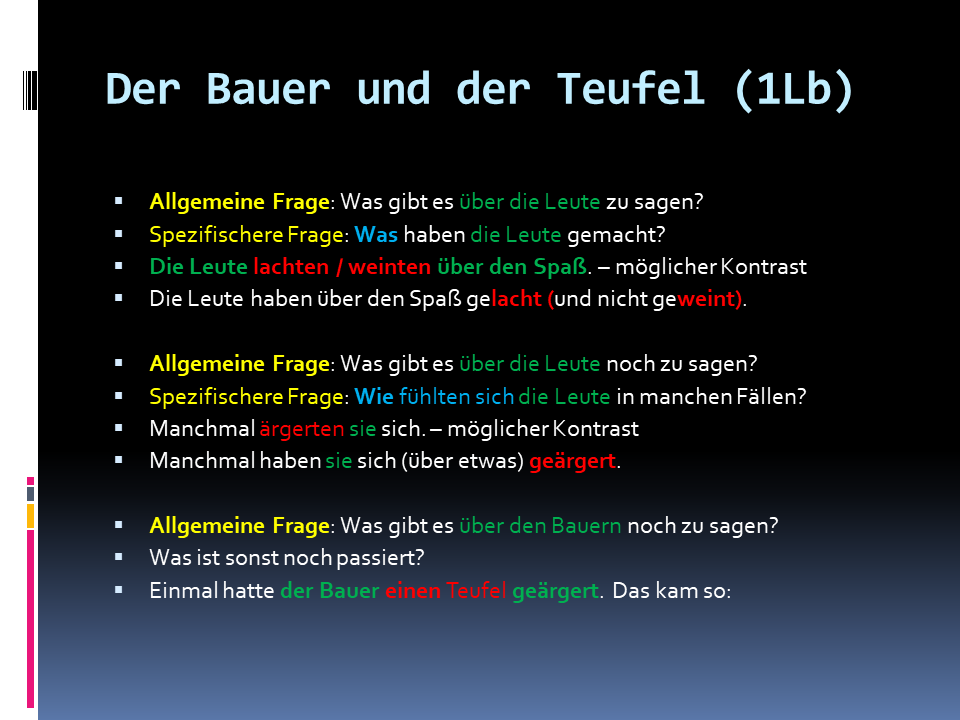 Der Bauer und der Teufel (1Lb)
Allgemeine Frage: Was gibt es über die Leute zu sagen?
Spezifischere Frage: Was haben die Leute gemacht?
Die Leute lachten / weinten über den Spaß. – möglicher Kontrast
Die Leute haben über den Spaß gelacht (und nicht geweint).
Allgemeine Frage: Was gibt es über die Leute noch zu sagen?
Spezifischere Frage: Wie fühlten sich die Leute in manchen Fällen?
Manchmal ärgerten sie sich. – möglicher Kontrast
Manchmal haben sie sich (über etwas) geärgert.
Allgemeine Frage: Was gibt es über den Bauern noch zu sagen?
Was ist sonst noch passiert?
Einmal hatte der Bauer einen Teufel geärgert. Das kam so: